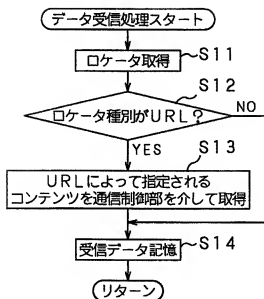 データ受信処理スタート
S11
ロケータ取得
S12
ロケータ種別がURL?
NO
YES
S13
URLによって指定される
コンテンツを通信制御部を介して取得
S14
受信データ記憶
リターン